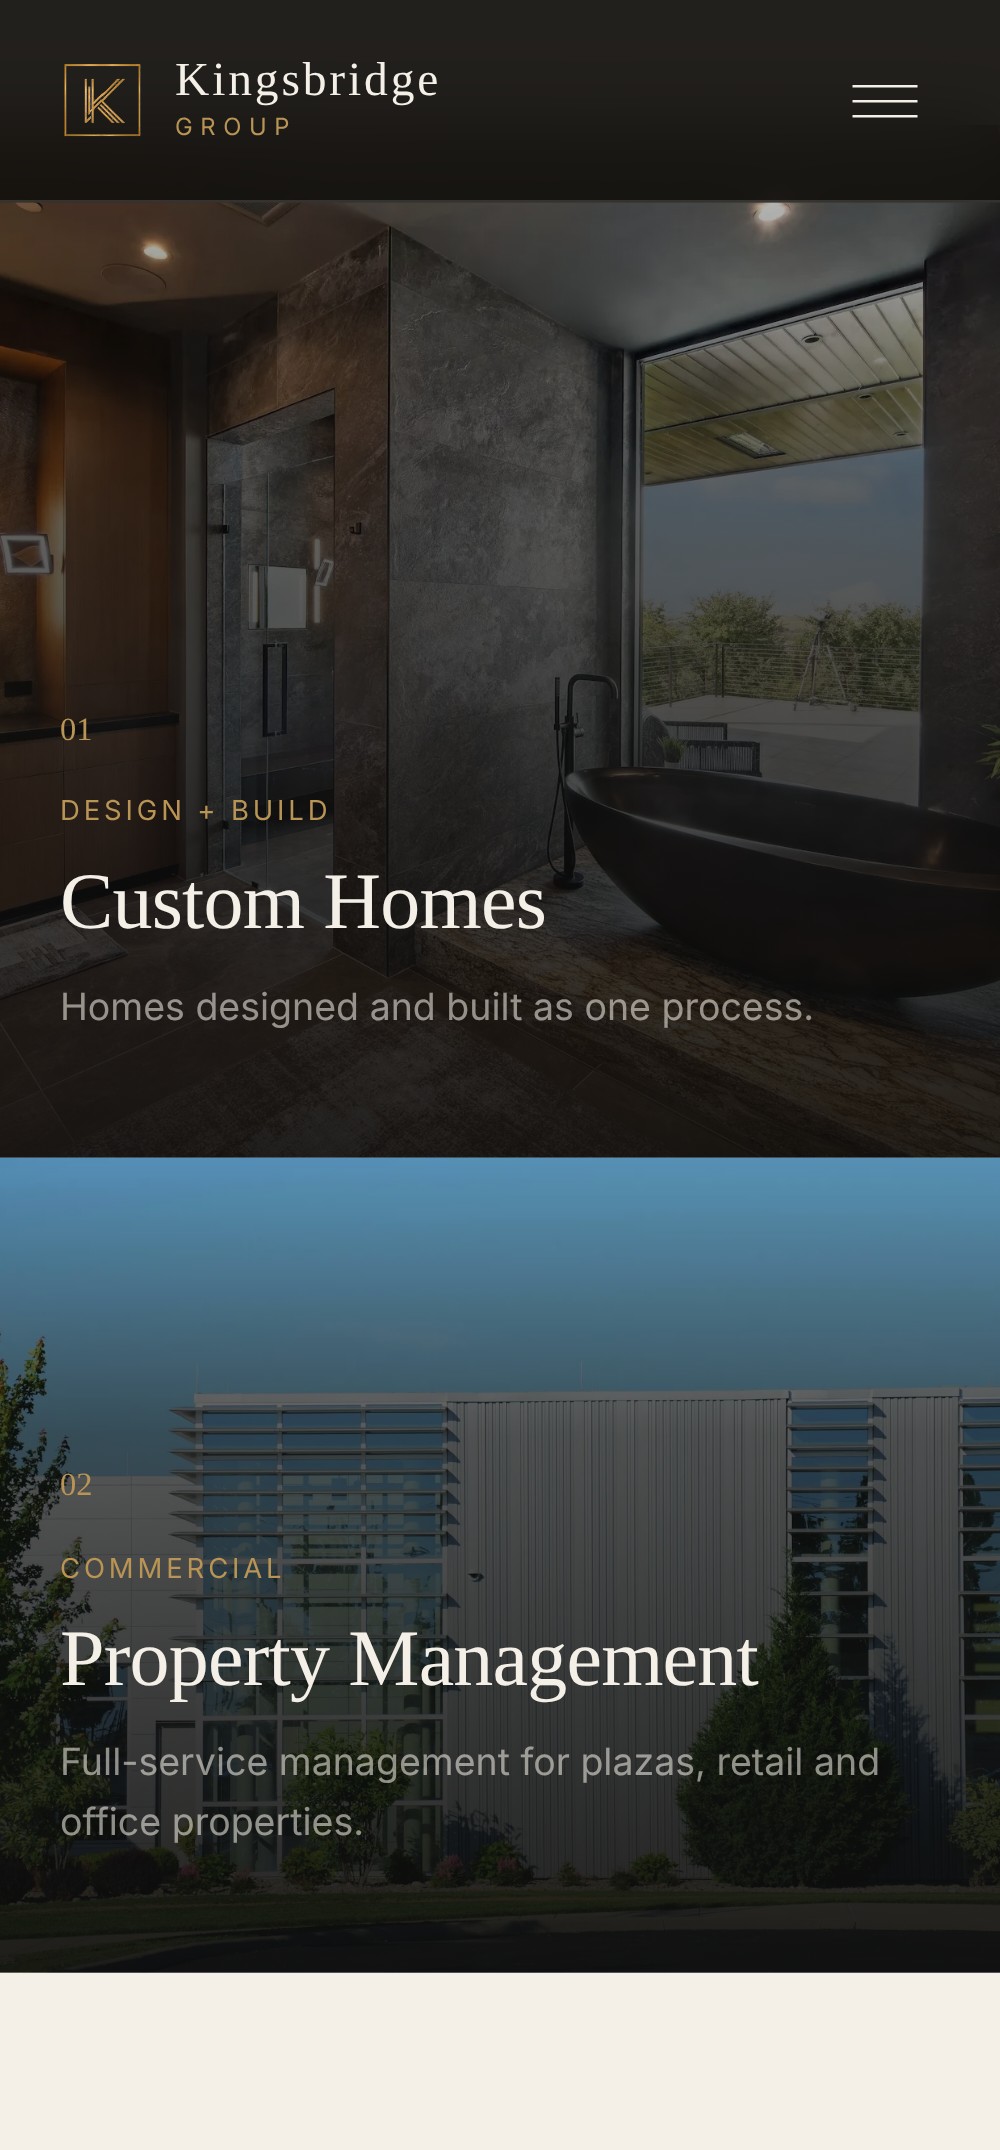 K
Kingsbridge
GROUP
01
DESIGN + BUILD
Custom Homes
Homes designed and built as one process.
02
COMMERCIAL
Property Management
Full-service management for plazas, retail and
office properties.